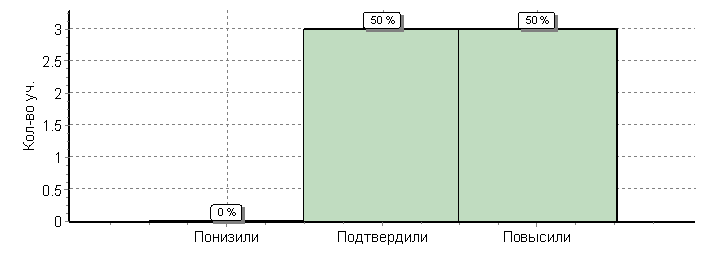 50 %
50 %
3
2.5
2
1.5
1
0.5
0
Кол-во уч.
0 %
Понизили
Подтвердили
Повысили